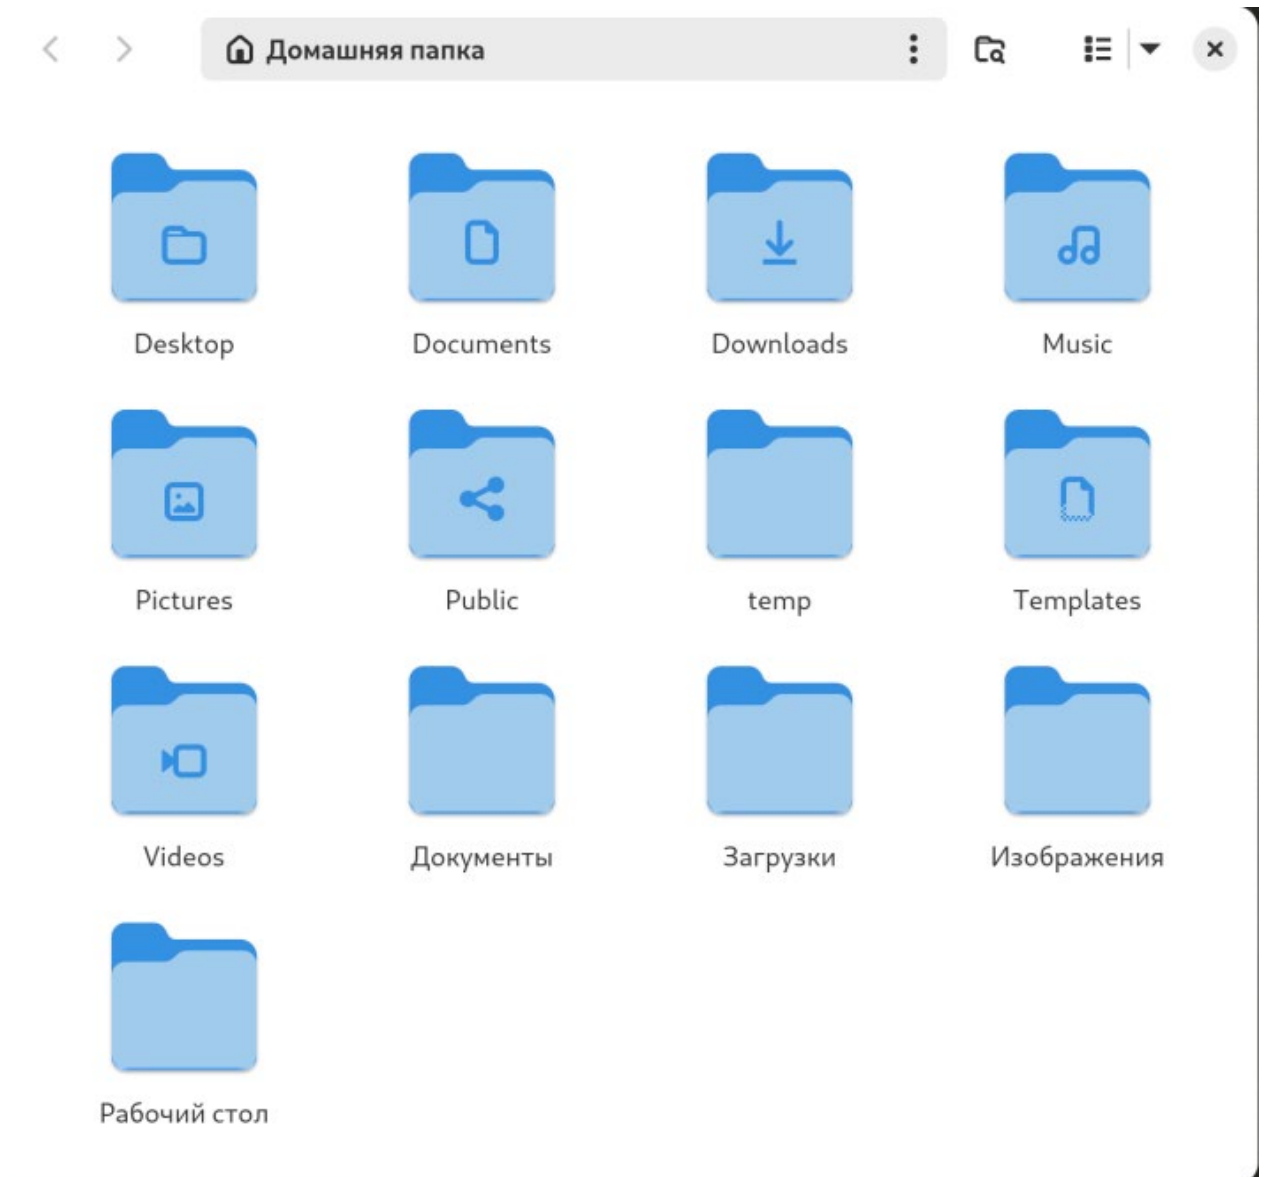 Домашняя папка
Desktop
Documents
Downloads
Music
Pictures
Public
temp
Templates
Videos
Документы
Загрузки
Изображения
Рабочий стол